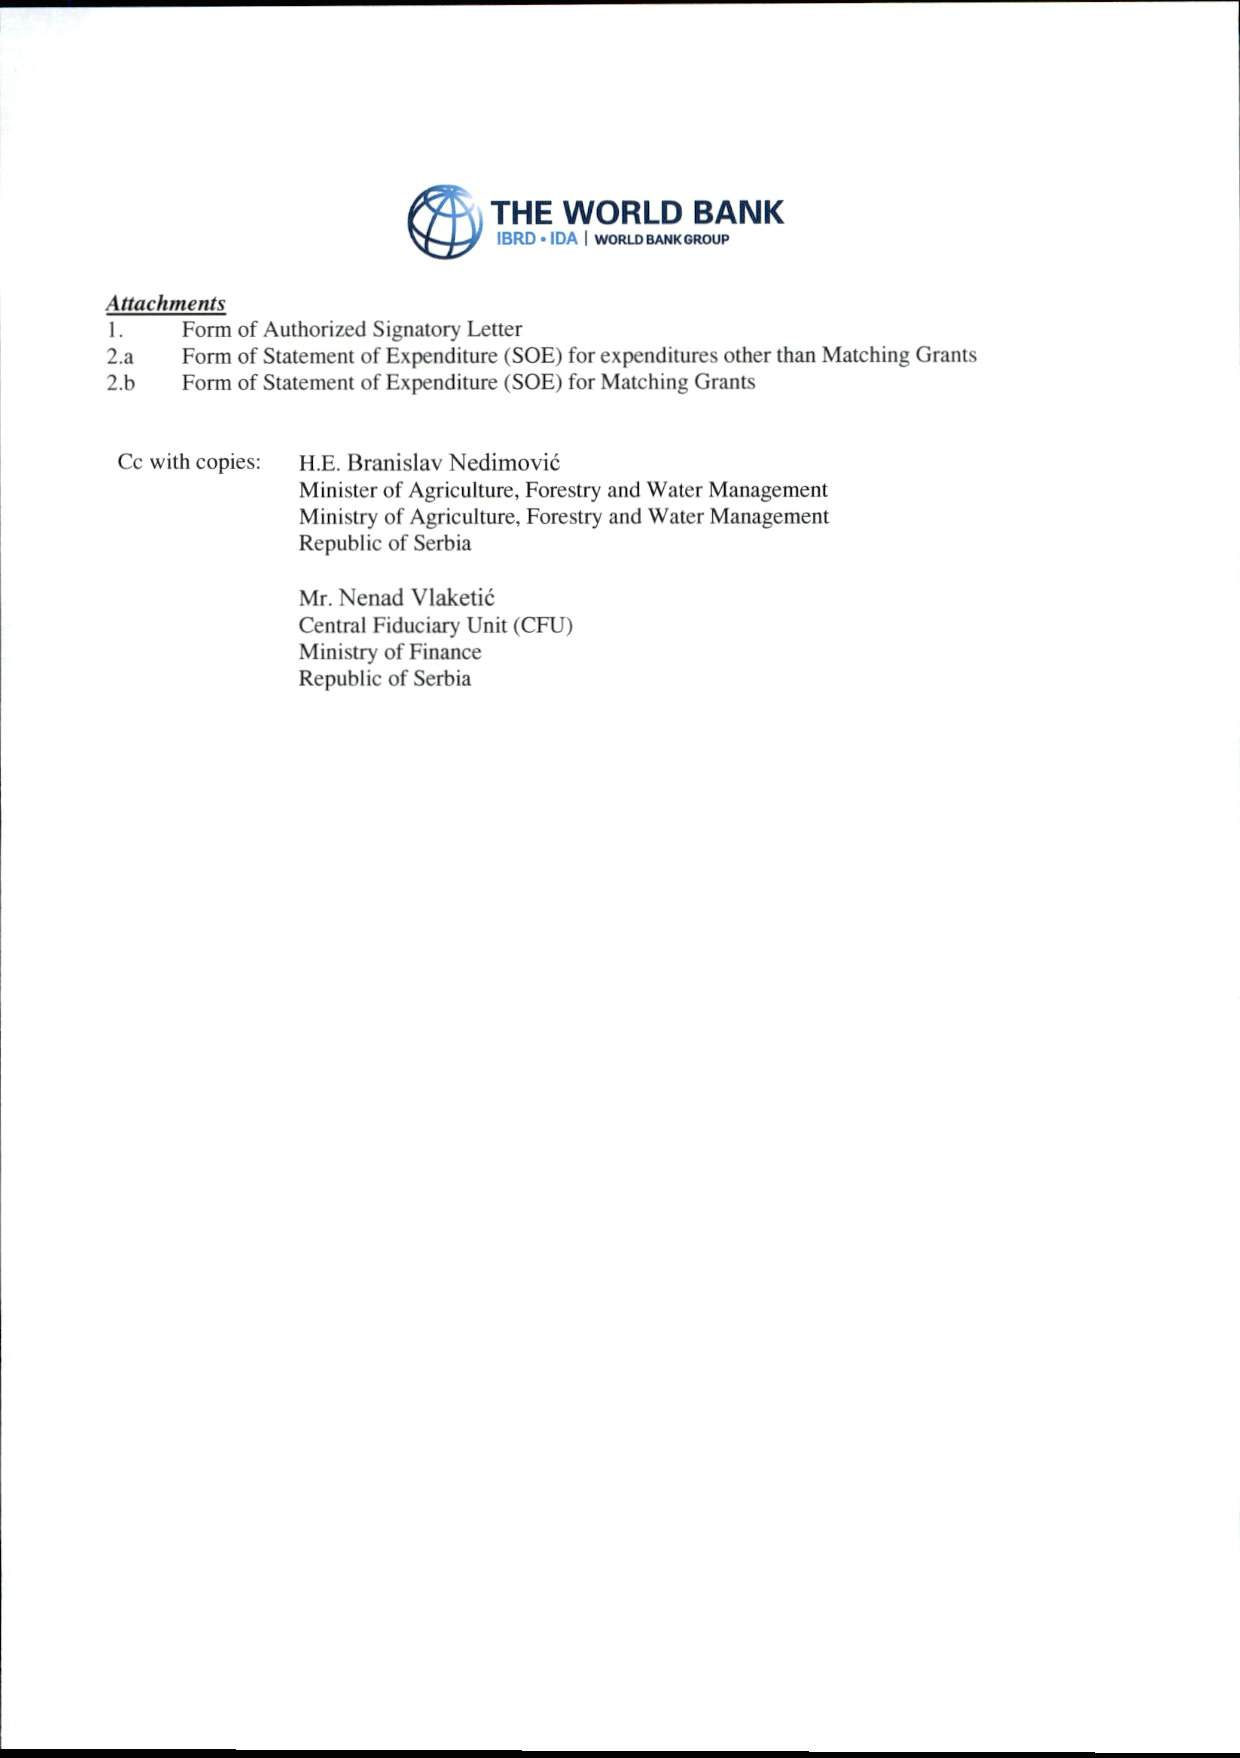 THE WORLD BANK
IBRD • IDA | WORLD BANK GROUP
Attachments
1. Form of Authorized Signatory Letter
2.a Form of Statement of Expenditure (SOE) for expenditures other than Matching Grants
2.b Form of Statement of Expenditure (SOE) for Matching Grants
Cc with copies: H.E. Branislav Nedimović
Minister of Agriculture, Forestry and Water Management
Ministry of Agriculture, Forestry and Water Management
Republic of Serbia
Mr. Nenad Vlaketić
Central Fiduciary Unit (CFU)
Ministry of Finance
Republic of Serbia